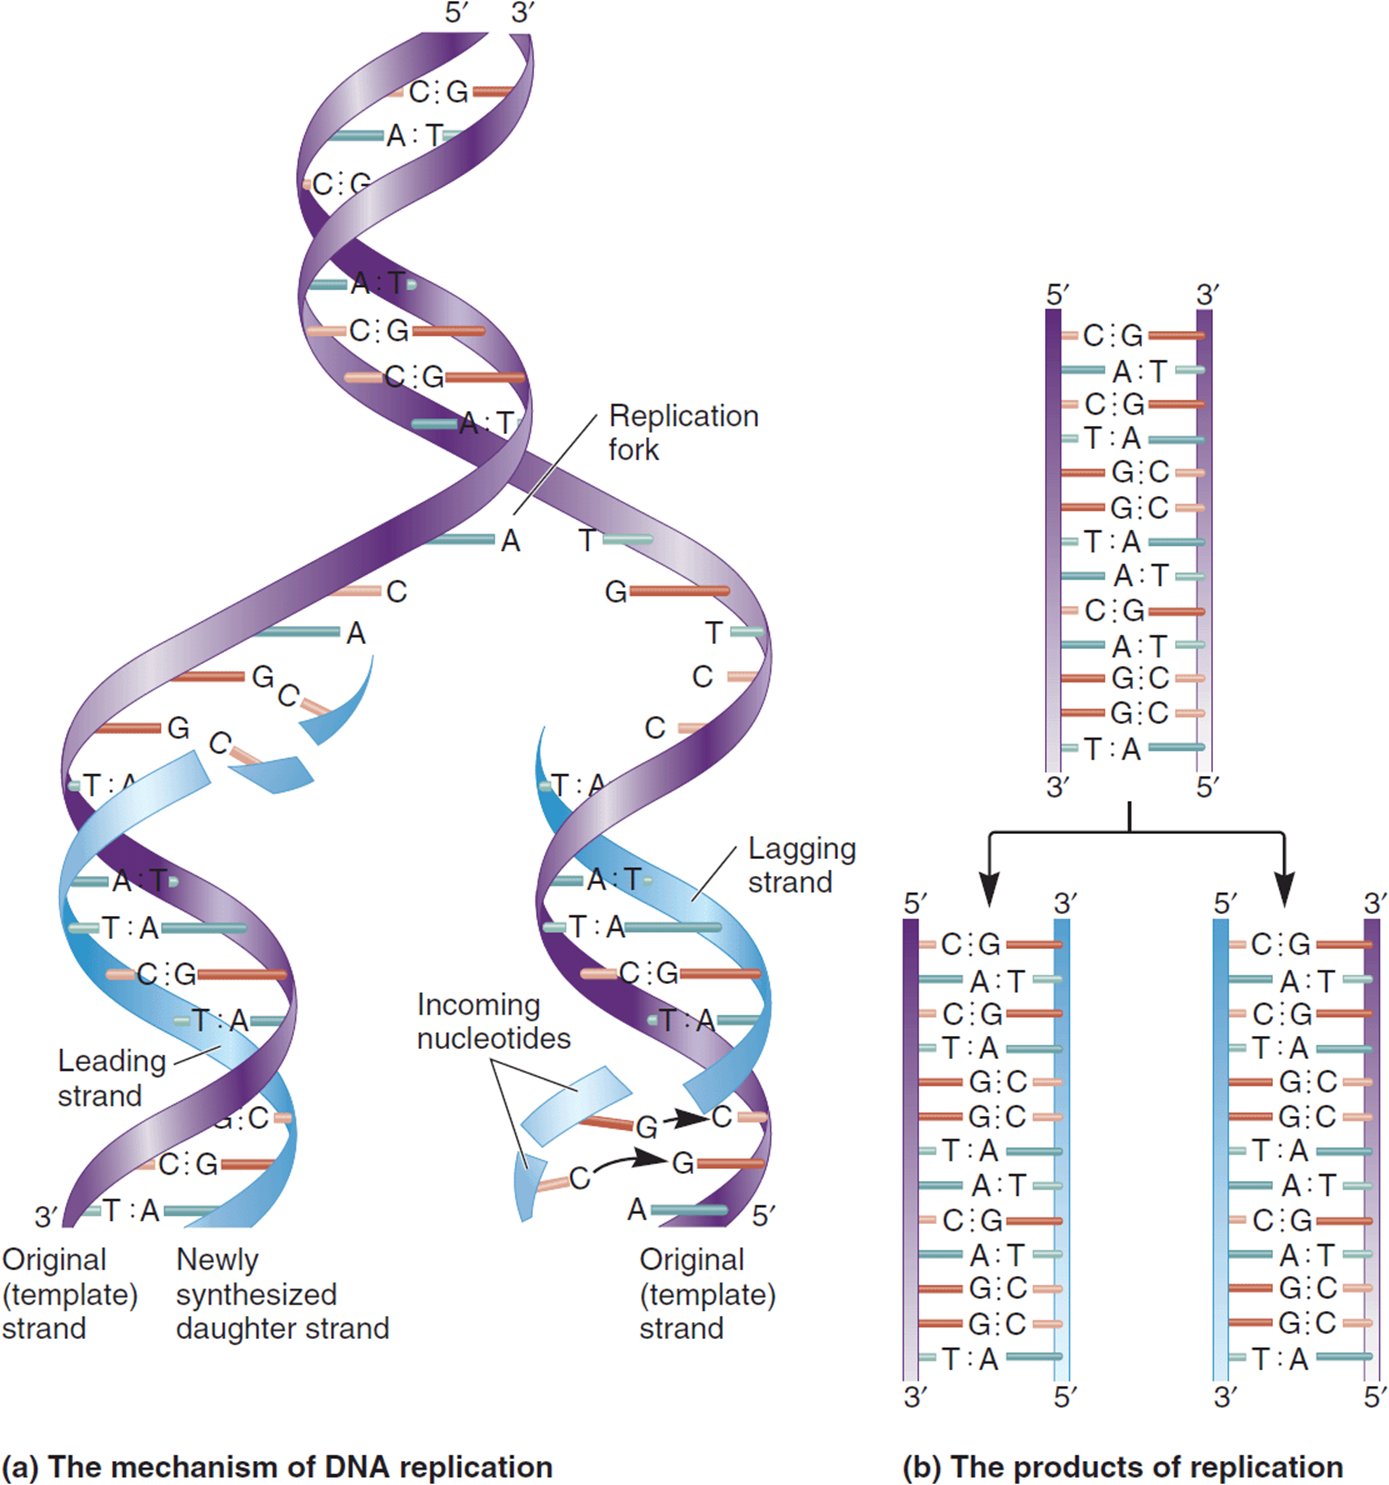 5′ 3′
C⋮G
A:T
C⋮G
A:T
C⋮G
C⋮G
A:T
Replication
fork
A T
C G
A T
G C C
G C C
T:A T:A
Lagging
strand
A:T A:T
T:A T:A
C⋮G C⋮G
Incoming
nucleotides
T:A T:A
Leading
strand
G⋮C G C
C⋮G C G
3′ T:A A 5′
Original
(template)
strand
Newly
synthesized
daughter strand
Original
(template)
strand
(a) The mechanism of DNA replication
5′ 3′
C⋮G
A:T
C⋮G
T:A
G⋮C
G⋮C
T:A
A:T
C⋮G
A:T
G⋮C
G⋮C
T:A
3′ 5′
5′ 3′ 5′ 3′
C⋮G C⋮G
A:T A:T
C⋮G C⋮G
T:A T:A
G⋮C G⋮C
G⋮C G⋮C
T:A T:A
A:T A:T
C⋮G C⋮G
A:T A:T
G⋮C G⋮C
G⋮C G⋮C
T:A T:A
3′ 5′ 3′ 5′
(b) The products of replication